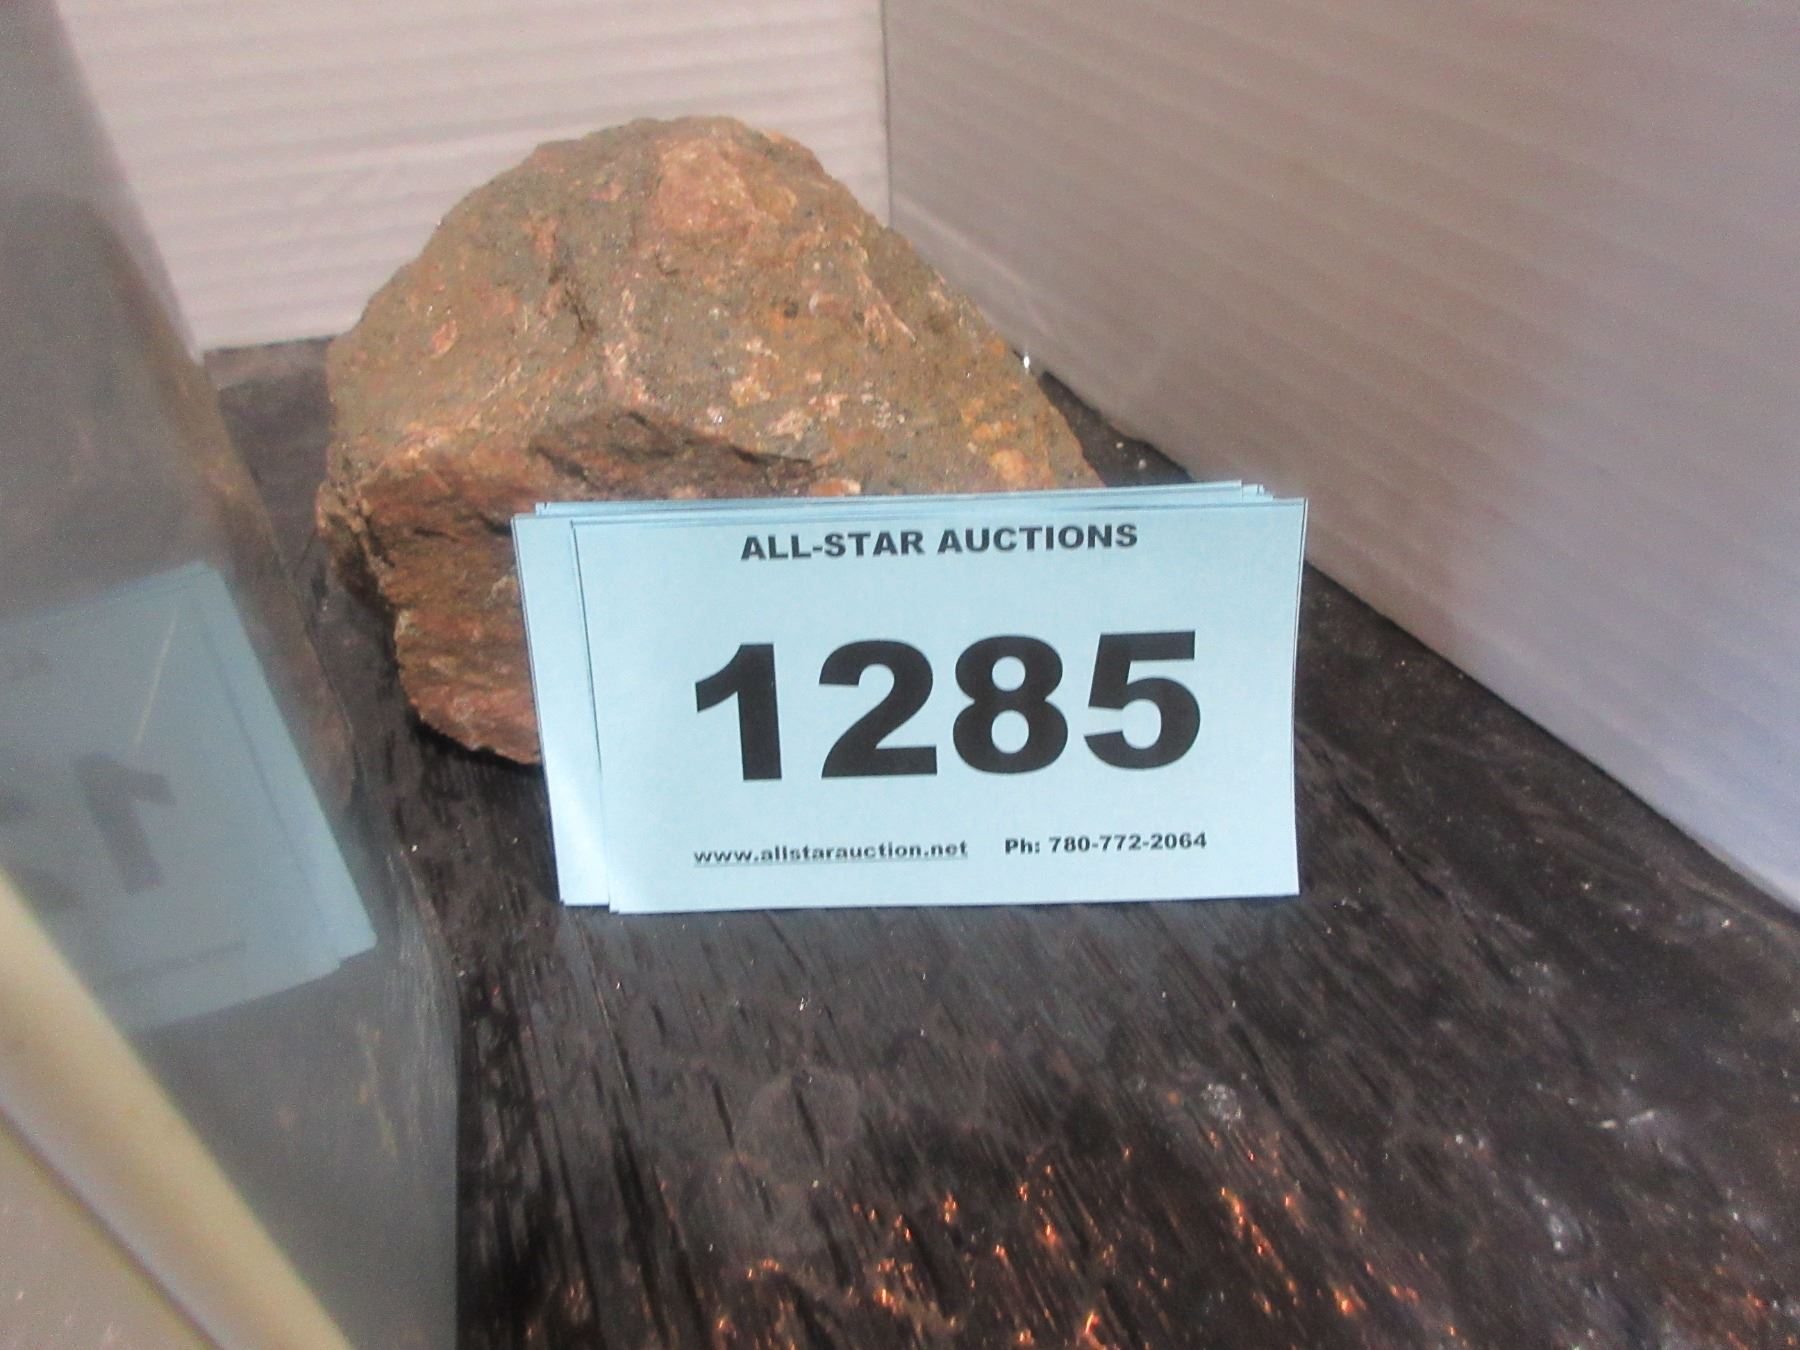 ALL-STAR AUCTIONS
1285
www.allstarauction.net Ph: 780-772-2064